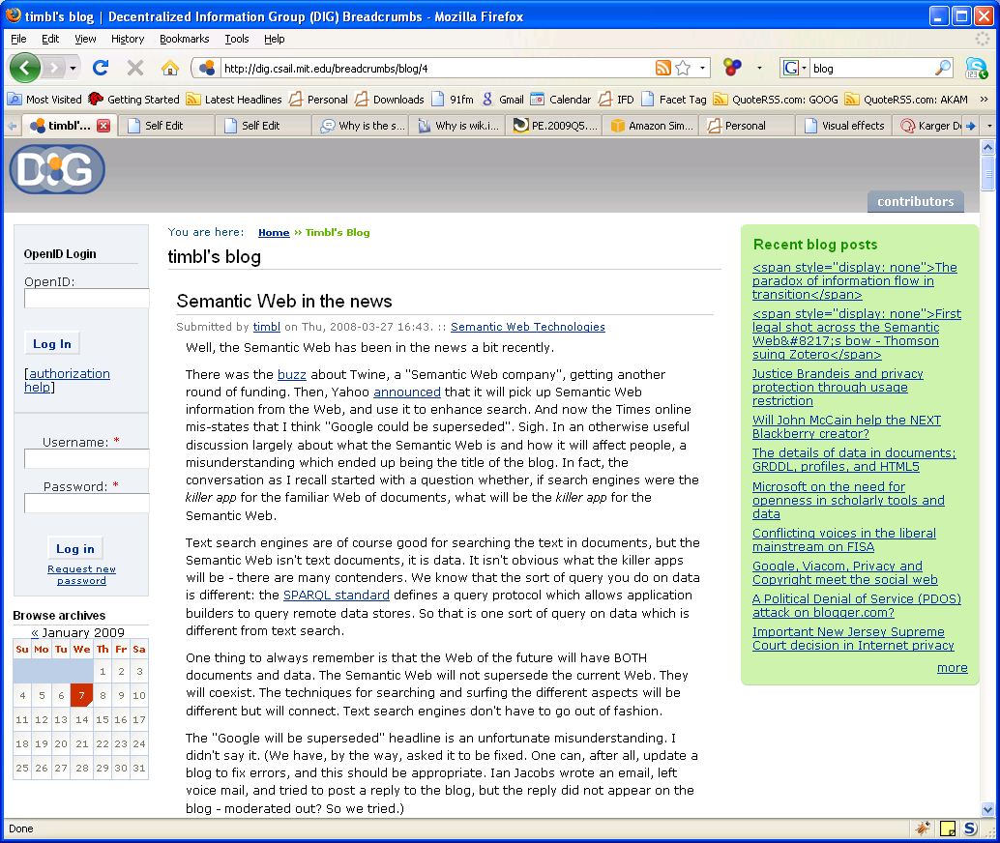 timbl's blog | Decentralized Information Group (DIG) Breadcrumbs - Mozilla Firefox
File Edit View History Bookmarks Tools Help
http://dig.csail.mit.edu/breadcrumbs/blog/4
G blog
123
Most Visited Getting Started Latest Headlines Personal Downloads 91fm Gmail Calendar IFD Facet Tag QuoteRSS.com: GOOG QuoteRSS.com: AKAM »
timbl'... Self Edit Self Edit Why is the s... Why is wik.i... PE.2009Q5.... Amazon Sim... Personal Visual effects Karger De
DIG
contributors
OpenID Login
OpenID:
Log In
[authorization
help]
Username: *
Password: *
Log in
Request new
password
Browse archives
« January 2009
Su Mo Tu We Th Fr Sa
1 2 3
4 5 6 7 8 9 10
11 12 13 14 15 16 17
18 19 20 21 22 23 24
25 26 27 28 29 30 31
You are here: Home » Timbl's Blog
timbl's blog
Semantic Web in the news
Submitted by timbl on Thu, 2008-03-27 16:43. :: Semantic Web Technologies
Well, the Semantic Web has been in the news a bit recently.
There was the buzz about Twine, a "Semantic Web company", getting another
round of funding. Then, Yahoo announced that it will pick up Semantic Web
information from the Web, and use it to enhance search. And now the Times online
mis-states that I think "Google could be superseded". Sigh. In an otherwise useful
discussion largely about what the Semantic Web is and how it will affect people, a
misunderstanding which ended up being the title of the blog. In fact, the
conversation as I recall started with a question whether, if search engines were the
killer app for the familiar Web of documents, what will be the killer app for the
Semantic Web.
Text search engines are of course good for searching the text in documents, but the
Semantic Web isn't text documents, it is data. It isn't obvious what the killer apps
will be - there are many contenders. We know that the sort of query you do on data
is different: the SPARQL standard defines a query protocol which allows application
builders to query remote data stores. So that is one sort of query on data which is
different from text search.
One thing to always remember is that the Web of the future will have BOTH
documents and data. The Semantic Web will not supersede the current Web. They
will coexist. The techniques for searching and surfing the different aspects will be
different but will connect. Text search engines don't have to go out of fashion.
The "Google will be superseded" headline is an unfortunate misunderstanding. I
didn't say it. (We have, by the way, asked it to be fixed. One can, after all, update a
blog to fix errors, and this should be appropriate. Ian Jacobs wrote an email, left
voice mail, and tried to post a reply to the blog, but the reply did not appear on the
blog - moderated out? So we tried.)
Recent blog posts
<span style="display: none">The
paradox of information flow in
transition</span>
<span style="display: none">First
legal shot across the Semantic
Web&#8217;s bow - Thomson
suing Zotero</span>
Justice Brandeis and privacy
protection through usage
restriction
Will John McCain help the NEXT
Blackberry creator?
The details of data in documents;
GRDDL, profiles, and HTML5
Microsoft on the need for
openness in scholarly tools and
data
Conflicting voices in the liberal
mainstream on FISA
Google, Viacom, Privacy and
Copyright meet the social web
A Political Denial of Service (PDOS)
attack on blogger.com?
Important New Jersey Supreme
Court decision in Internet privacy
more
Done
S